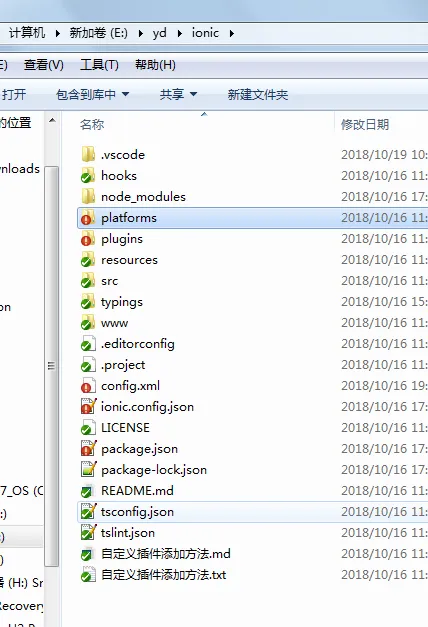 计算机 ▸ 新加卷 (E:) ▸ yd ▸ ionic ▸
E) 查看(V) 工具(T) 帮助(H)
打开 包含到库中 共享 新建文件夹
的位置 名称 修改日期
.vscode 2018/10/19 10:
wnloads hooks 2018/10/16 11:
node_modules 2018/10/16 17:
platforms 2018/10/16 11:
plugins 2018/10/16 11:
resources 2018/10/16 11:
src 2018/10/16 11:
on typings 2018/10/16 15:
www 2018/10/16 11:
.editorconfig 2018/10/16 11:
.project 2018/10/16 11:
config.xml 2018/10/16 19:
ionic.config.json 2018/10/16 17:
LICENSE 2018/10/16 11:
package.json 2018/10/16 17:
package-lock.json 2018/10/16 17:
7_OS (C README.md 2018/10/16 11:
:) tsconfig.json 2018/10/16 11:
:) tslint.json 2018/10/16 11:
) 自定义插件添加方法.md 2018/10/16 11:
(H:) Sr 自定义插件添加方法.txt 2018/10/16 11:
Recovery